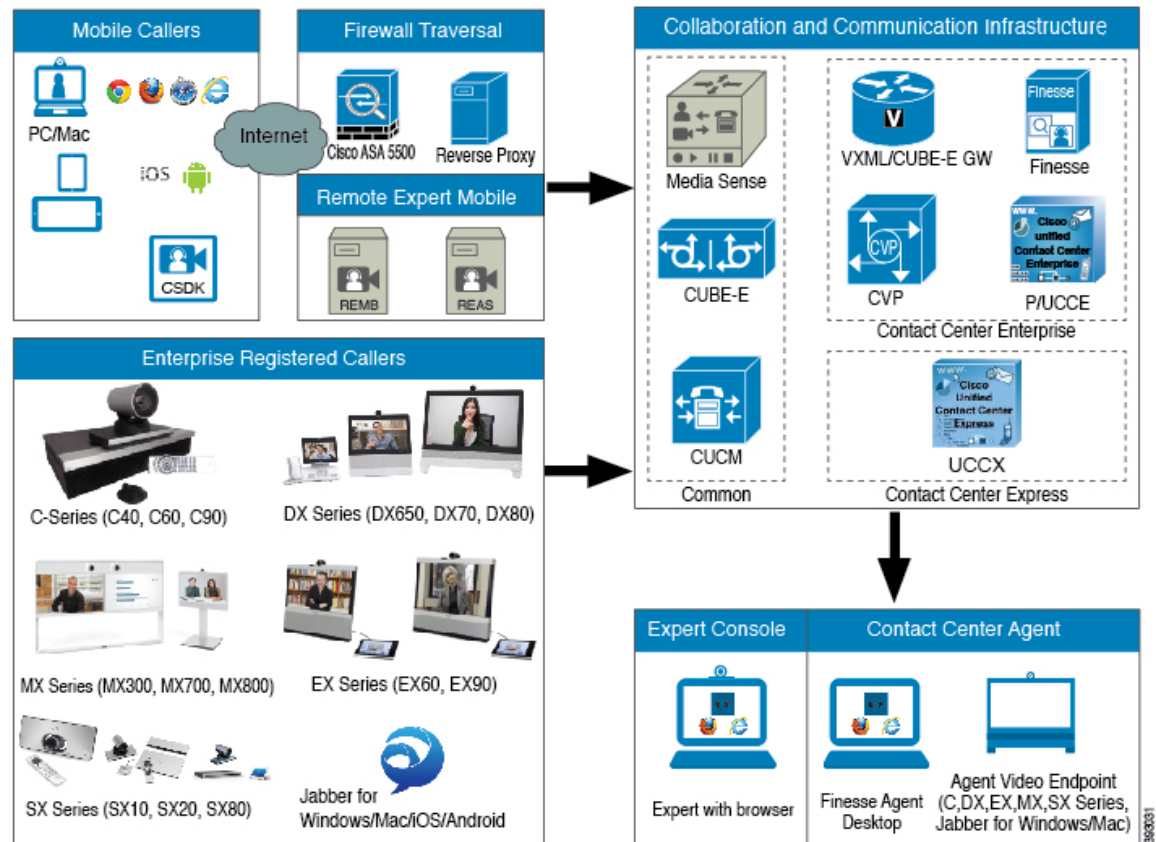 Mobile Callers
PC/Mac
iOS
CSDK
Internet
Firewall Traversal
Cisco ASA 5500
Reverse Proxy
Remote Expert Mobile
REMB
REAS
Collaboration and Communication Infrastructure
Media Sense
CUBE-E
CUCM
Common
V
VXML/CUBE-E GW
Finesse
Finesse
CVP
CVP
www.
Cisco
unified
Contact Center
Enterprise
P/UCCE
Contact Center Enterprise
www.
Cisco
Unified
Contact Center
Express
UCCX
Contact Center Express
Enterprise Registered Callers
C-Series (C40, C60, C90)
DX Series (DX650, DX70, DX80)
MX Series (MX300, MX700, MX800)
EX Series (EX60, EX90)
SX Series (SX10, SX20, SX80)
Jabber for
Windows/Mac/iOS/Android
Expert Console
Expert with browser
Contact Center Agent
Finesse Agent
Desktop
Agent Video Endpoint
(C,DX,EX,MX,SX Series,
Jabber for Windows/Mac)
393031